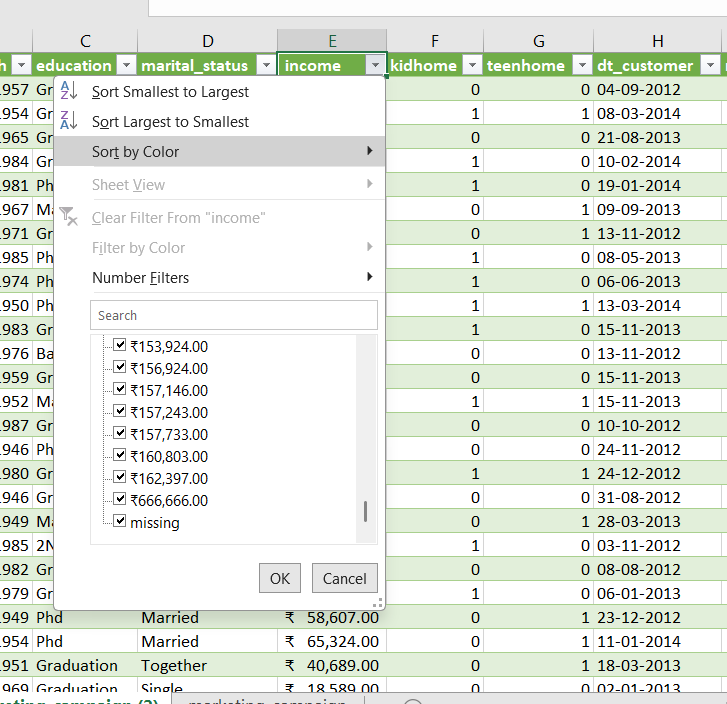 C D E F G H
education marital_status income kidhome teenhome dt_customer
Sort Smallest to Largest
Sort Largest to Smallest
Sort by Color
Sheet View
Clear Filter From "income"
Filter by Color
Number Filters
Search
₹153,924.00
₹156,924.00
₹157,146.00
₹157,243.00
₹157,733.00
₹160,803.00
₹162,397.00
₹666,666.00
missing
OK Cancel
1957 Gr 0 0 04-09-2012
1954 Gr 1 1 08-03-2014
1965 Gr 0 0 21-08-2013
1984 Gr 1 0 10-02-2014
1981 Ph 1 0 19-01-2014
1967 Ma 0 1 09-09-2013
1971 Gr 0 1 13-11-2012
1985 Ph 1 0 08-05-2013
1974 Ph 1 0 06-06-2013
1950 Ph 1 1 13-03-2014
1983 Gr 1 0 15-11-2013
1976 Ba 0 0 13-11-2012
1959 Gr 0 0 15-11-2013
1952 Ma 1 1 15-11-2013
1987 Gr 0 0 10-10-2012
1946 Ph 0 0 24-11-2012
1980 Gr 1 1 24-12-2012
1946 Gr 0 0 31-08-2012
1949 Ma 0 1 28-03-2013
1985 2N 1 0 03-11-2012
1982 Gr 0 0 08-08-2012
1979 Gr 1 0 06-01-2013
1949 Phd Married ₹ 58,607.00 0 1 23-12-2012
1954 Phd Married ₹ 65,324.00 0 1 11-01-2014
1951 Graduation Together ₹ 40,689.00 0 1 18-03-2013
1969 Graduation Single ₹ 18,589.00 0 0 02-01-2013